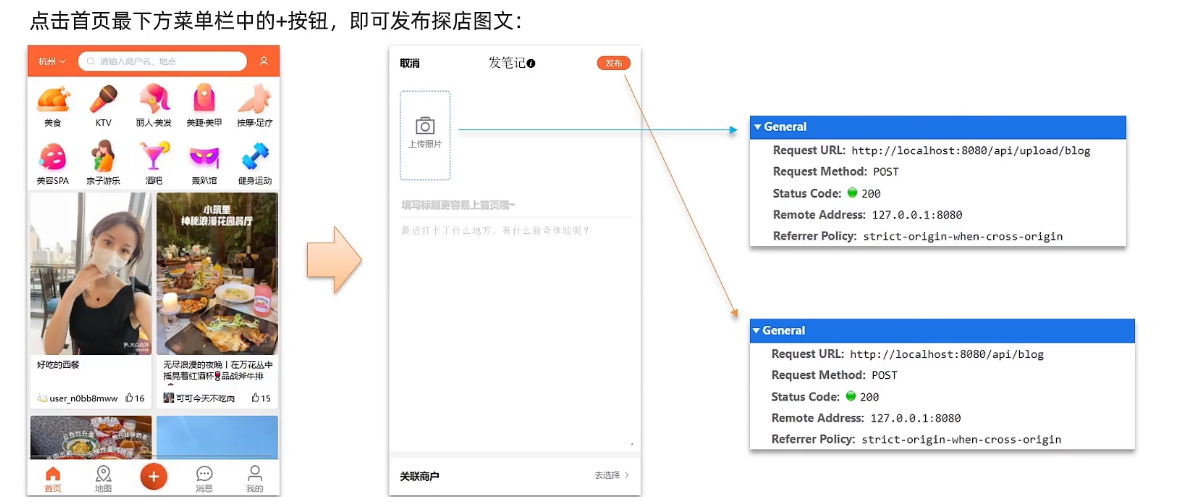 点击首页最下方菜单栏中的+按钮，即可发布探店图文：
杭州
请输入商户名、地点
美食
KTV
丽人·美发
美睫·美甲
按摩·足疗
美容SPA
亲子游乐
酒吧
轰趴馆
健身运动
小筑里
神秘浪漫花园餐厅
大众点评
好吃的西餐
user_n0bb8mww
16
无尽浪漫的夜晚丨在万花丛中
摇晃着红酒杯🍷品战斧牛排
可可今天不吃肉
15
首页
地图
消息
我的
取消
发笔记
发布
上传照片
填写标题更容易上首页哦~
最近打卡了什么地方，有什么新奇体验呢？
关联商户
去选择 >
General
Request URL: http://localhost:8080/api/upload/blog
Request Method: POST
Status Code: 200
Remote Address: 127.0.0.1:8080
Referrer Policy: strict-origin-when-cross-origin
General
Request URL: http://localhost:8080/api/blog
Request Method: POST
Status Code: 200
Remote Address: 127.0.0.1:8080
Referrer Policy: strict-origin-when-cross-origin